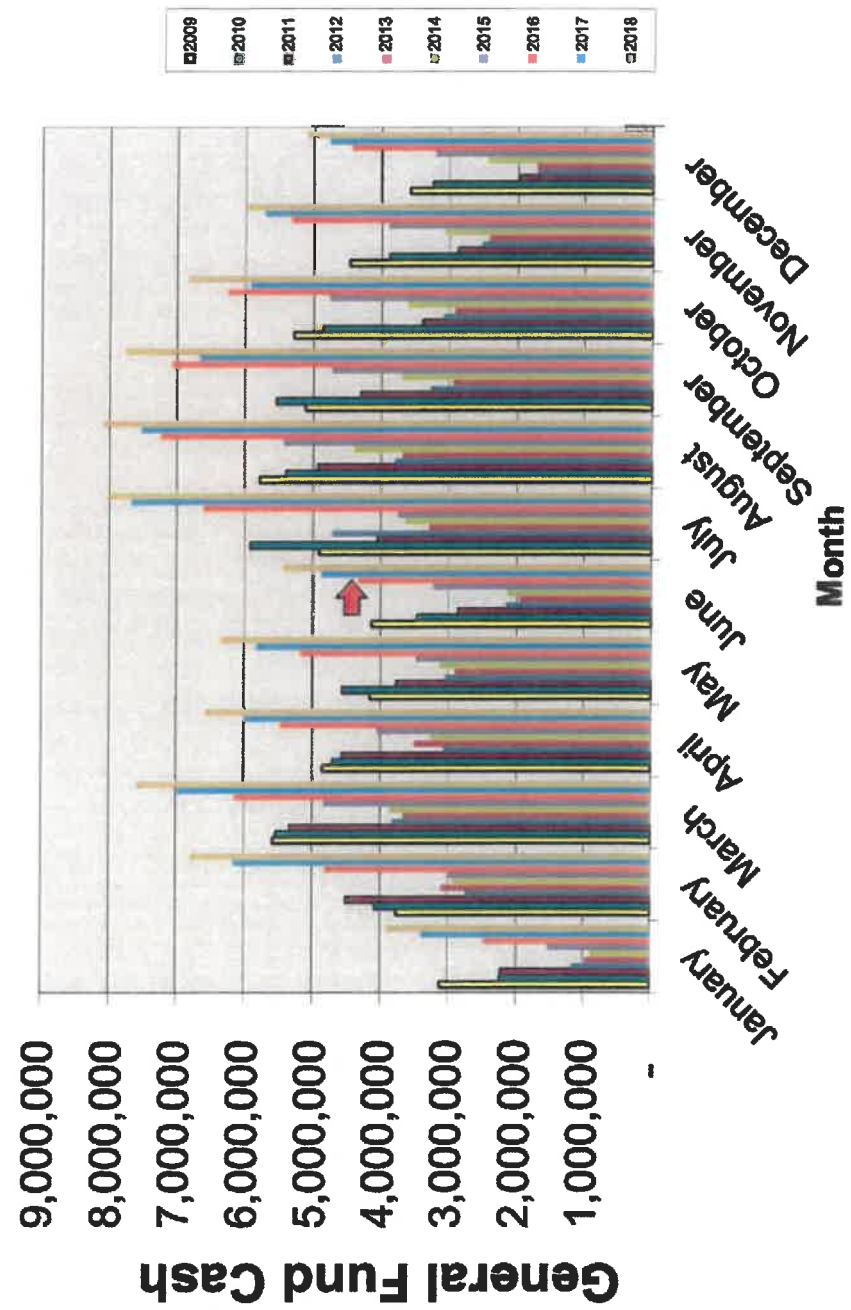 General Fund Cash
9,000,000
8,000,000
7,000,000
6,000,000
5,000,000
4,000,000
3,000,000
2,000,000
1,000,000
-
January
February
March
April
May
June
July
August
September
October
November
December
Month
2009
2010
2011
2012
2013
2014
2015
2016
2017
2018